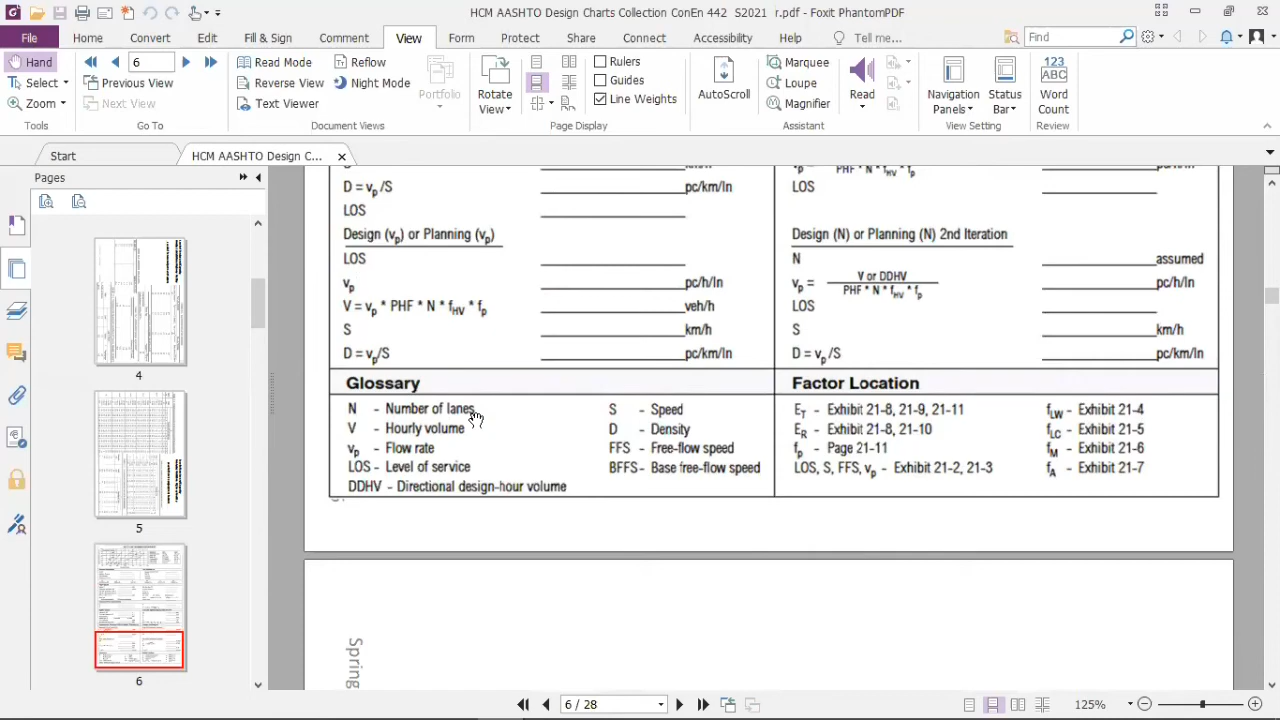 HCM AASHTO Design Charts Collection ConEn 442 S2021 r.pdf - Foxit PhantomPDF
File Home Convert Edit Fill & Sign Comment View Form Protect Share Connect Accessibility Help Tell me... Find
Hand
Select
Zoom
Tools
6
Previous View
Next View
Go To
Read Mode
Reverse View
Text Viewer
Reflow
Night Mode
Portfolio
Document Views
Rotate View
Rulers
Guides
Line Weights
Page Display
AutoScroll
Marquee
Loupe
Magnifier
Read
Assistant
Navigation Panels
Status Bar
View Setting
123 ABC
Word Count
Review
Start
HCM AASHTO Design C...
Pages
4
5
6
D = vp/S pc/km/ln
LOS
Design (vp) or Planning (vp)
LOS
vp pc/h/ln
V = vp * PHF * N * fHV * fp veh/h
S km/h
D = vp/S pc/km/ln
PHF * N * fHV * fp pc/h/ln
LOS
Design (N) or Planning (N) 2nd Iteration
N assumed
vp = V or DDHV / PHF * N * fHV * fp pc/h/ln
LOS
S km/h
D = vp/S pc/km/ln
Glossary
N - Number of lanes S - Speed
V - Hourly volume D - Density
vp - Flow rate FFS - Free-flow speed
LOS - Level of service BFFS - Base free-flow speed
DDHV - Directional design-hour volume
Factor Location
ET - Exhibit 21-8, 21-9, 21-11 fLW - Exhibit 21-4
ER - Exhibit 21-8, 21-10 fLC - Exhibit 21-5
fp - Page 21-11 fM - Exhibit 21-6
LOS, S, FFS, vp - Exhibit 21-2, 21-3 fA - Exhibit 21-7
Spring
6 / 28
125%